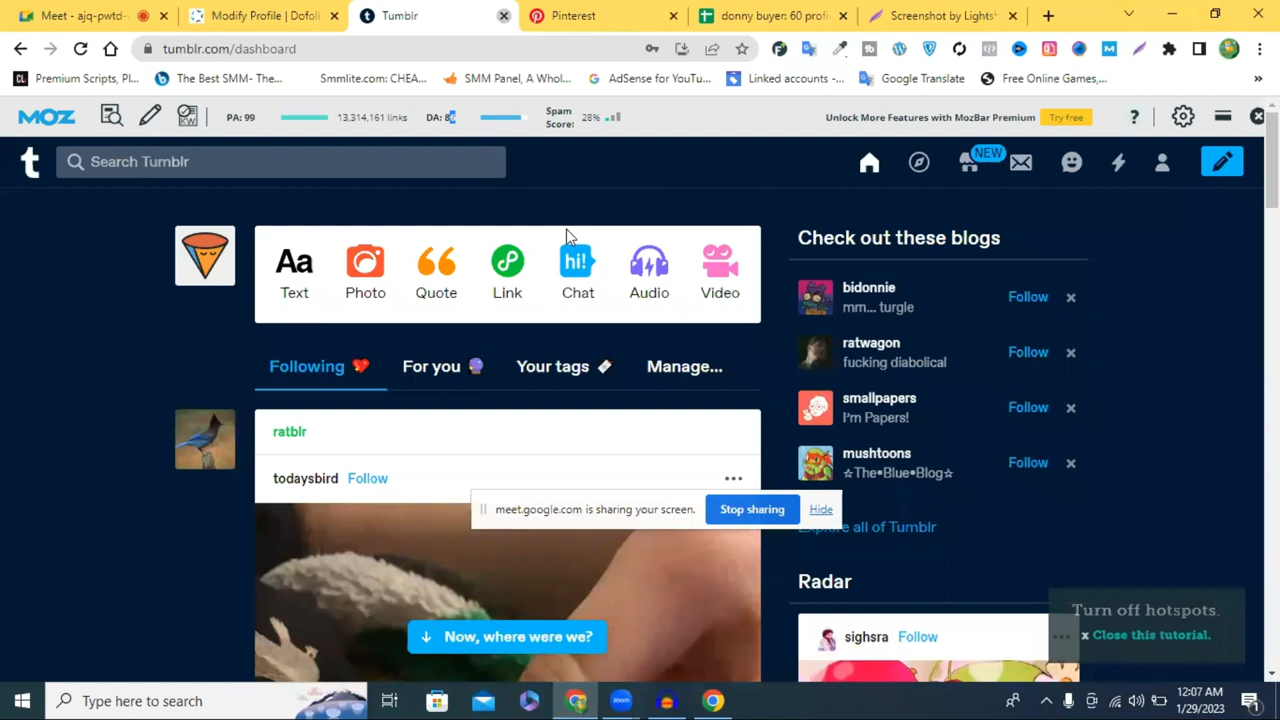 Meet - ajq-pwtd-
Modify Profile | Dofoll
Tumblr
Pinterest
donny buyer: 60 profi
Screenshot by Lights
tumblr.com/dashboard
Premium Scripts, Pl...
The Best SMM- The...
Smmlite.com: CHEA...
SMM Panel, A Whol...
AdSense for YouTu...
Linked accounts -...
Google Translate
Free Online Games,...
MOZ
PA: 99
13,314,161 links
DA: 86
Spam
Score:
28%
Unlock More Features with MozBar Premium
Try free
?
t
Search Tumblr
NEW
Aa
hi!
Text
Photo
Quote
Link
Chat
Audio
Video
Following
For you
Your tags
Manage...
ratblr
todaysbird Follow
meet.google.com is sharing your screen.
Stop sharing
Hide
Now, where were we?
Check out these blogs
bidonnie
mm... turgle
Follow
ratwagon
fucking diabolical
Follow
smallpapers
I'm Papers!
Follow
mushtoons
☆The•Blue•Blog☆
Follow
Explore all of Tumblr
Radar
sighsra Follow
Turn off hotspots.
x Close this tutorial.
Type here to search
zoom
12:07 AM
1/29/2023
1